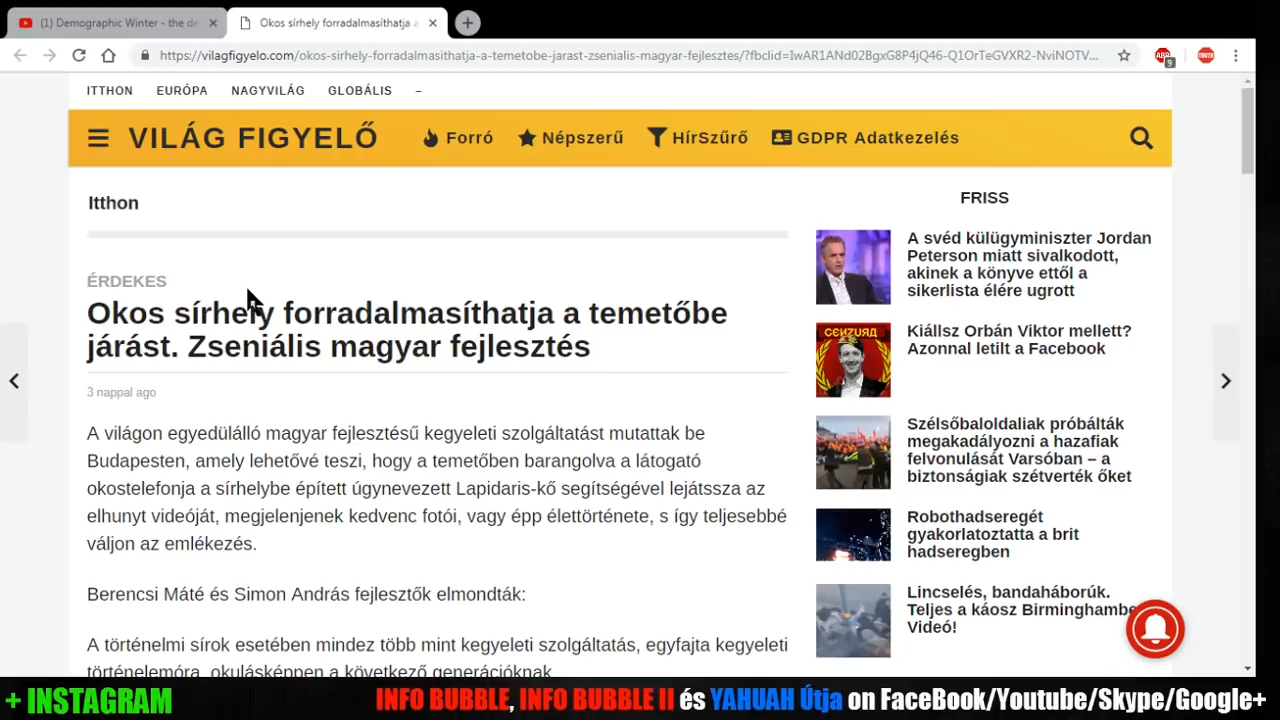 (1) Demographic Winter - the de
Okos sírhely forradalmasíthatja a
https://vilagfigyelo.com/okos-sirhely-forradalmasithatja-a-temetobe-jarast-zsenialis-magyar-fejlesztes/?fbclid=IwAR1ANd02BgxG8P4jQ46-Q1OrTeGVXR2-NviNOTV...
9
ITTHON EURÓPA NAGYVILÁG GLOBÁLIS –
VILÁG FIGYELŐ Forró Népszerű HírSzűrő GDPR Adatkezelés
Itthon
ÉRDEKES
Okos sírhely forradalmasíthatja a temetőbe
járást. Zseniális magyar fejlesztés
3 nappal ago
A világon egyedülálló magyar fejlesztésű kegyeleti szolgáltatást mutattak be
Budapesten, amely lehetővé teszi, hogy a temetőben barangolva a látogató
okostelefonja a sírhelybe épített úgynevezett Lapidaris-kő segítségével lejátssza az
elhunyt videóját, megjelenjenek kedvenc fotói, vagy épp élettörténete, s így teljesebbé
váljon az emlékezés.
Berencsi Máté és Simon András fejlesztők elmondták:
A történelmi sírok esetében mindez több mint kegyeleti szolgáltatás, egyfajta kegyeleti
történelemóra, okulásképpen a következő generációknak
FRISS
A svéd külügyminiszter Jordan
Peterson miatt sivalkodott,
akinek a könyve ettől a
sikerlista élére ugrott
Kiállsz Orbán Viktor mellett?
Azonnal letilt a Facebook
Szélsőbaloldaliak próbálták
megakadályozni a hazafiak
felvonulását Varsóban – a
biztonságiak szétverték őket
Robothadseregét
gyakorlatoztatta a brit
hadseregben
Lincselés, bandaháborúk.
Teljes a káosz Birminghambe
Videó!
+ INSTAGRAM INFO BUBBLE, INFO BUBBLE II és YAHUAH Útja on FaceBook/Youtube/Skype/Google+